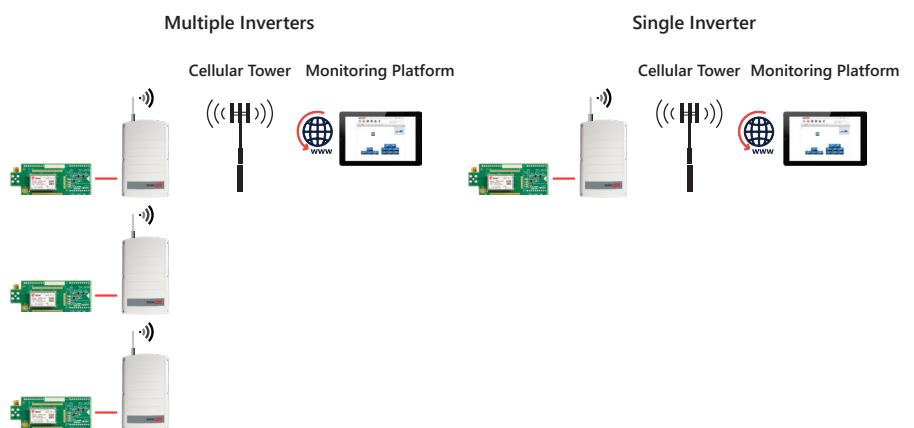 Multiple Inverters
Single Inverter
Cellular Tower
Monitoring Platform
Cellular Tower
Monitoring Platform
www
www